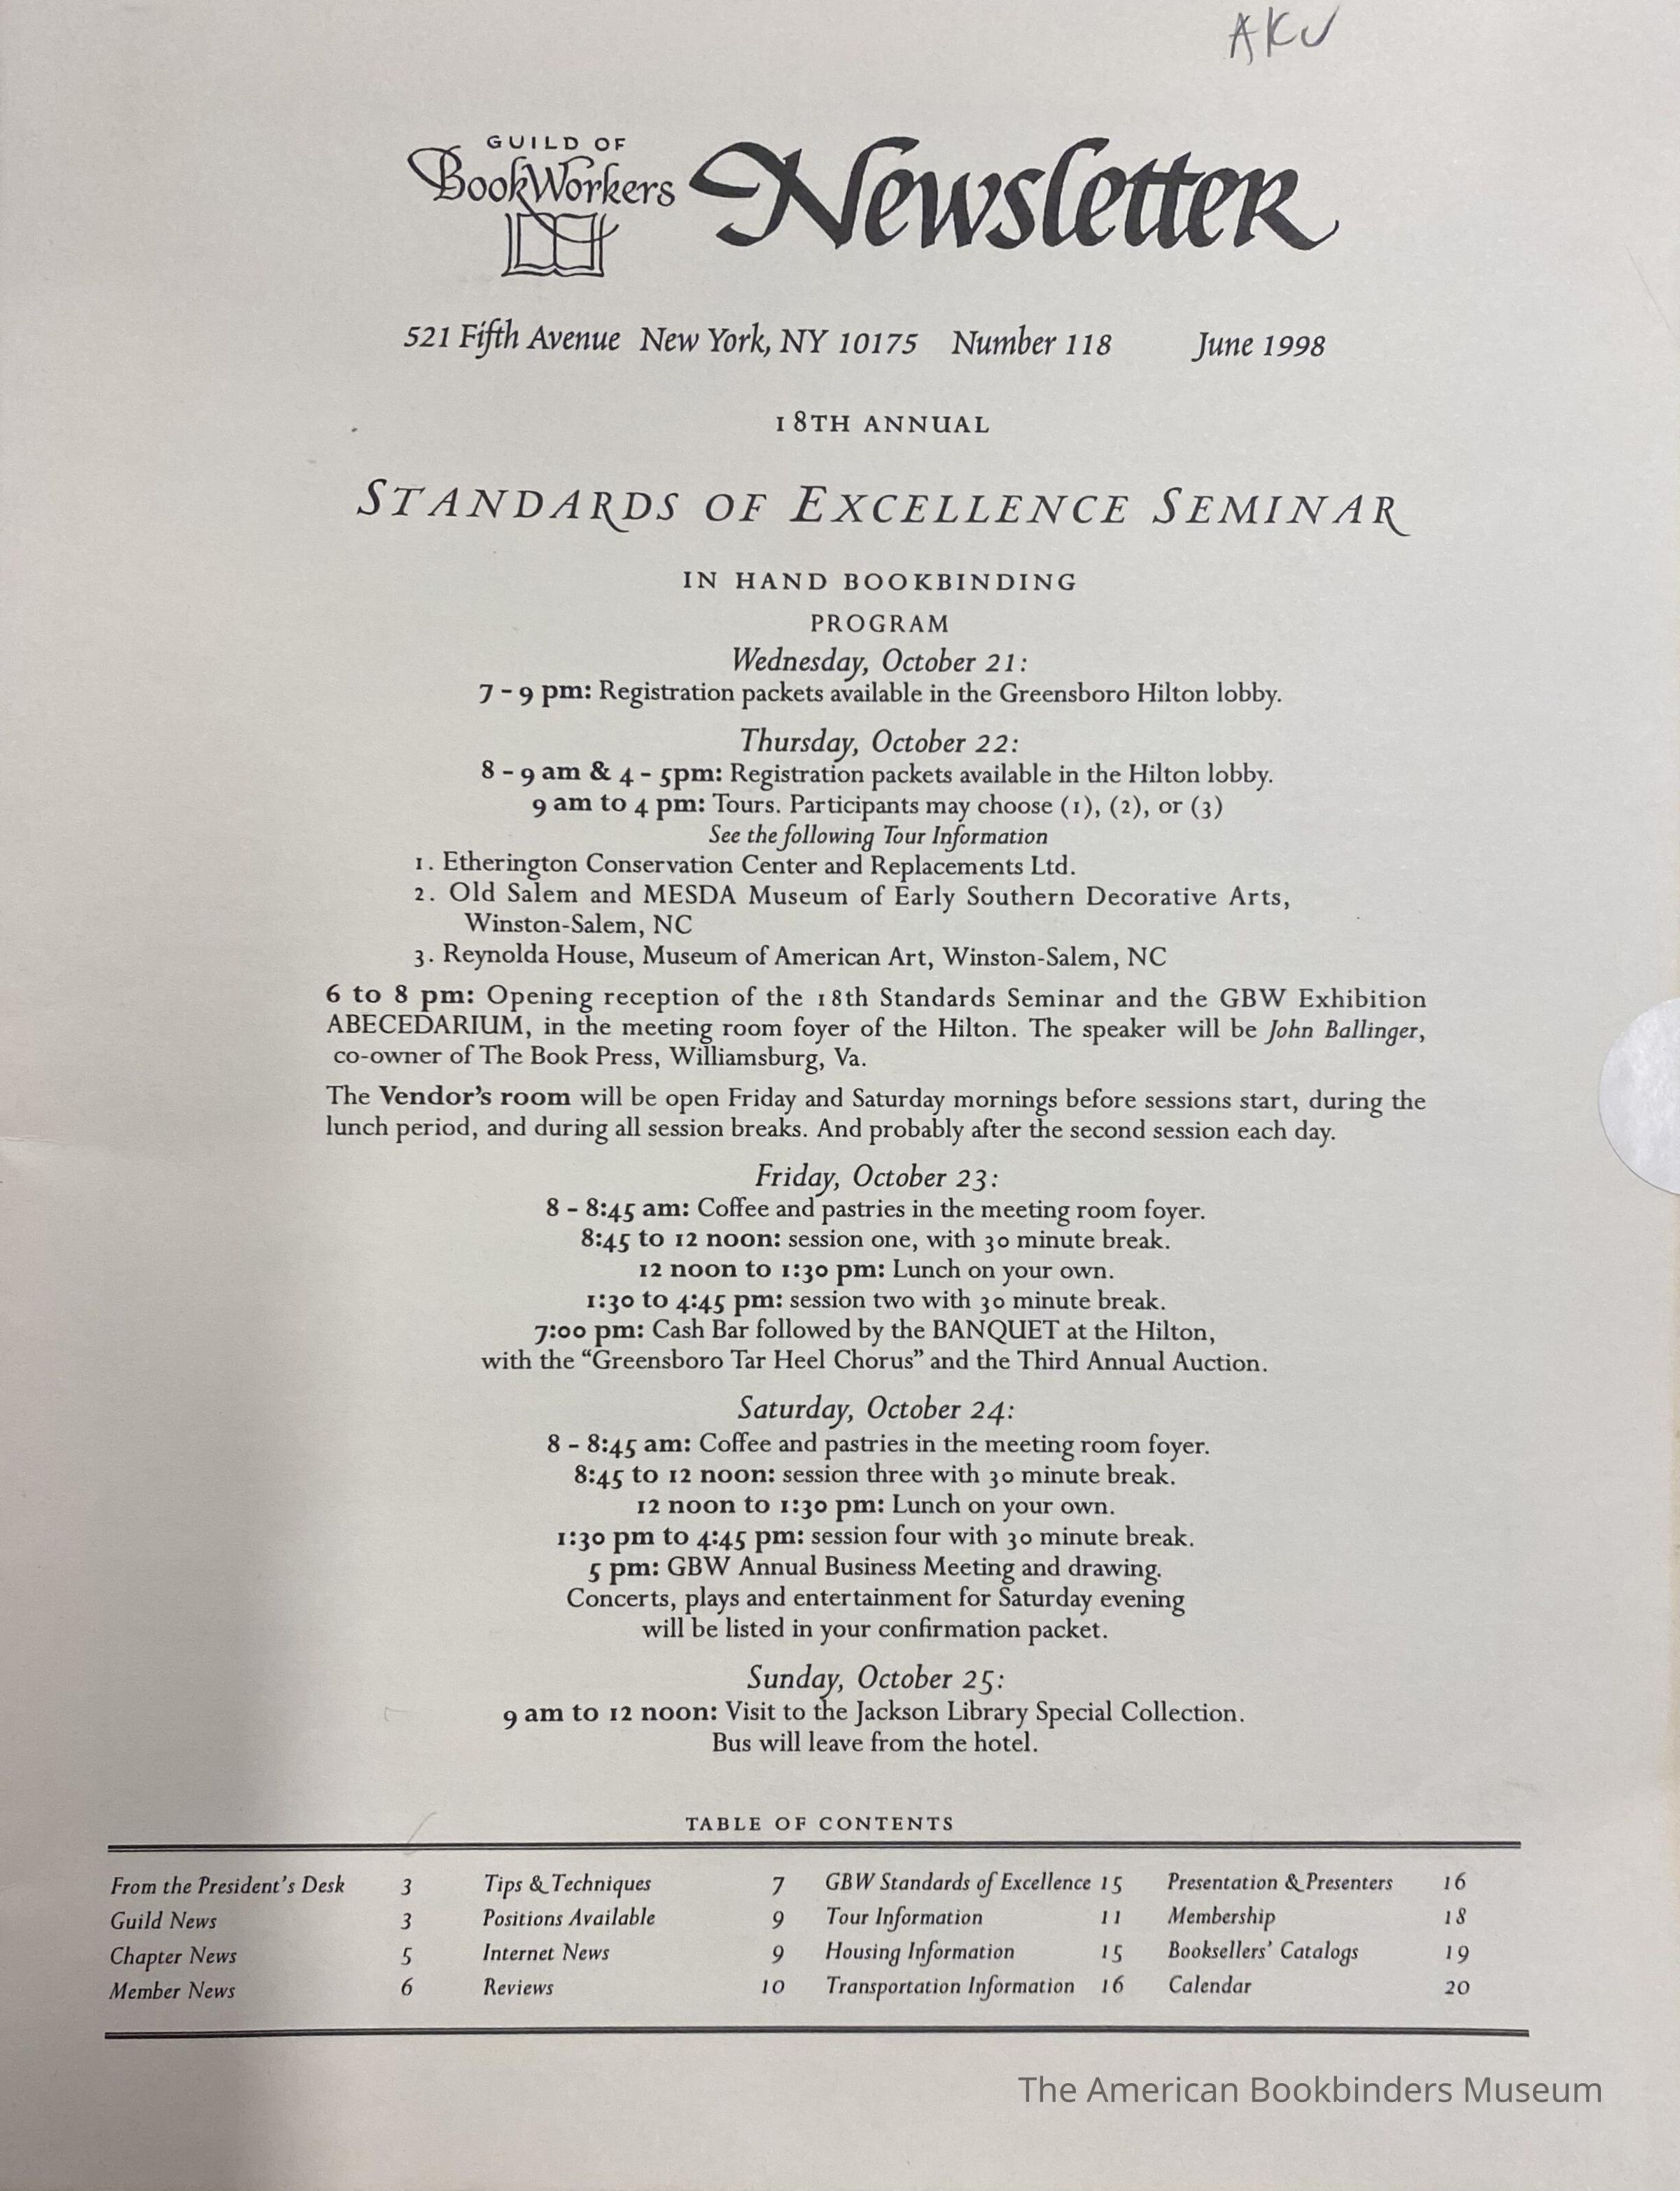 AKJ
GUILD OF
BookWorkers
Newsletter
521 Fifth Avenue New York, NY 10175 Number 118 June 1998
18TH ANNUAL
STANDARDS OF EXCELLENCE SEMINAR
IN HAND BOOKBINDING
PROGRAM
Wednesday, October 21:
7 - 9 pm: Registration packets available in the Greensboro Hilton lobby.
Thursday, October 22:
8 - 9 am & 4 - 5pm: Registration packets available in the Hilton lobby.
9 am to 4 pm: Tours. Participants may choose (1), (2), or (3)
See the following Tour Information
1. Etherington Conservation Center and Replacements Ltd.
2. Old Salem and MESDA Museum of Early Southern Decorative Arts,
Winston-Salem, NC
3. Reynolda House, Museum of American Art, Winston-Salem, NC
6 to 8 pm: Opening reception of the 18th Standards Seminar and the GBW Exhibition
ABECEDARIUM, in the meeting room foyer of the Hilton. The speaker will be John Ballinger,
co-owner of The Book Press, Williamsburg, Va.
The Vendor's room will be open Friday and Saturday mornings before sessions start, during the
lunch period, and during all session breaks. And probably after the second session each day.
Friday, October 23:
8 - 8:45 am: Coffee and pastries in the meeting room foyer.
8:45 to 12 noon: session one, with 30 minute break.
12 noon to 1:30 pm: Lunch on your own.
1:30 to 4:45 pm: session two with 30 minute break.
7:00 pm: Cash Bar followed by the BANQUET at the Hilton,
with the “Greensboro Tar Heel Chorus” and the Third Annual Auction.
Saturday, October 24:
8 - 8:45 am: Coffee and pastries in the meeting room foyer.
8:45 to 12 noon: session three with 30 minute break.
12 noon to 1:30 pm: Lunch on your own.
1:30 pm to 4:45 pm: session four with 30 minute break.
5 pm: GBW Annual Business Meeting and drawing.
Concerts, plays and entertainment for Saturday evening
will be listed in your confirmation packet.
Sunday, October 25:
9 am to 12 noon: Visit to the Jackson Library Special Collection.
Bus will leave from the hotel.
TABLE OF CONTENTS
From the President's Desk 3 Tips & Techniques 7 GBW Standards of Excellence 15 Presentation & Presenters 16
Guild News 3 Positions Available 9 Tour Information 11 Membership 18
Chapter News 5 Internet News 9 Housing Information 15 Booksellers' Catalogs 19
Member News 6 Reviews 10 Transportation Information 16 Calendar 20
The American Bookbinders Museum